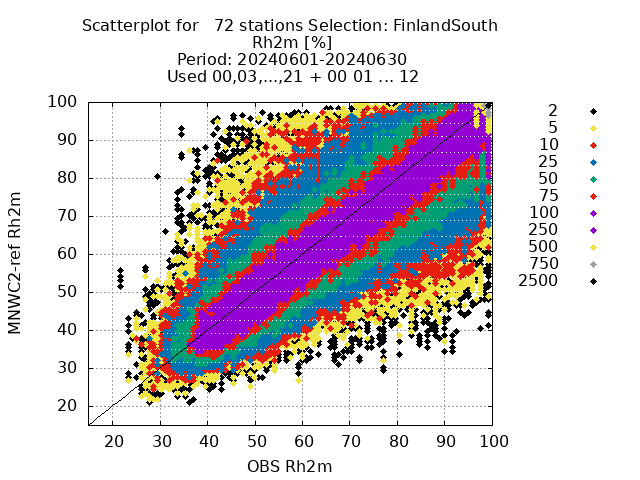 Scatterplot for   72 stations Selection: FinlandSouth
Rh2m [%]
Period: 20240601-20240630
Used 00,03,...,21 + 00 01 ... 12
MNWC2-ref Rh2m
100
90
80
70
60
50
40
30
20
20 30 40 50 60 70 80 90 100
OBS Rh2m
2
5
10
25
50
75
100
250
500
750
2500